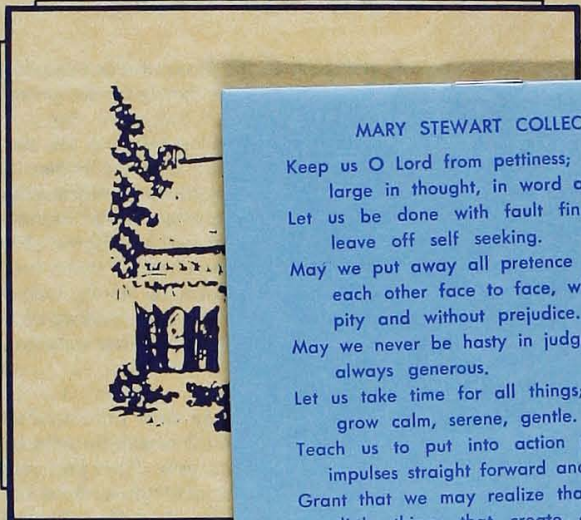 MARY STEWART COLLEC
Keep us O Lord from pettiness;
large in thought, in word
Let us be done with fault fin
leave off self seeking.
May we put away all pretence
each other face to face, w
pity and without prejudice.
May we never be hasty in judg
always generous.
Let us take time for all things;
grow calm, serene, gentle.
Teach us to put into action
impulses straight forward and
Grant that we may realize tha